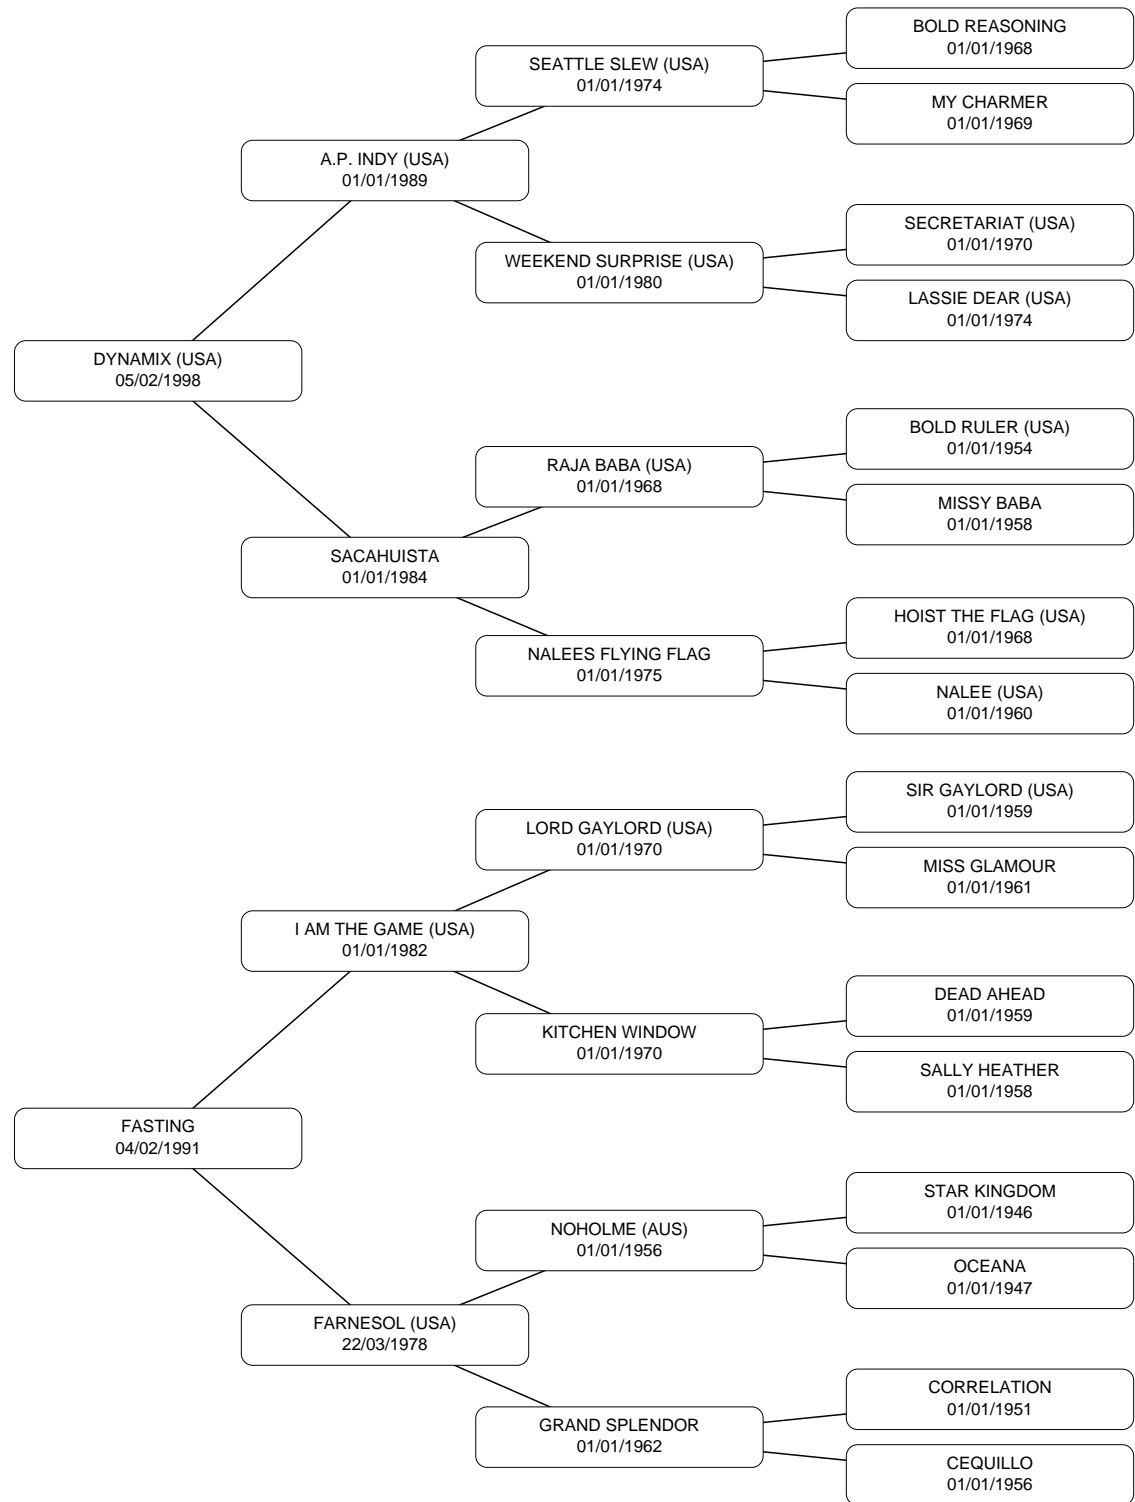 BOLD REASONING
01/01/1968
SEATTLE SLEW (USA)
01/01/1974
MY CHARMER
01/01/1969
A.P. INDY (USA)
01/01/1989
SECRETARIAT (USA)
01/01/1970
WEEKEND SURPRISE (USA)
01/01/1980
LASSIE DEAR (USA)
01/01/1974
DYNAMIX (USA)
05/02/1998
BOLD RULER (USA)
01/01/1954
RAJA BABA (USA)
01/01/1968
MISSY BABA
01/01/1958
SACAHUISTA
01/01/1984
HOIST THE FLAG (USA)
01/01/1968
NALEES FLYING FLAG
01/01/1975
NALEE (USA)
01/01/1960
SIR GAYLORD (USA)
01/01/1959
LORD GAYLORD (USA)
01/01/1970
MISS GLAMOUR
01/01/1961
I AM THE GAME (USA)
01/01/1982
DEAD AHEAD
01/01/1959
KITCHEN WINDOW
01/01/1970
SALLY HEATHER
01/01/1958
FASTING
04/02/1991
STAR KINGDOM
01/01/1946
NOHOLME (AUS)
01/01/1956
OCEANA
01/01/1947
FARNESOL (USA)
22/03/1978
CORRELATION
01/01/1951
GRAND SPLENDOR
01/01/1962
CEQUILLO
01/01/1956